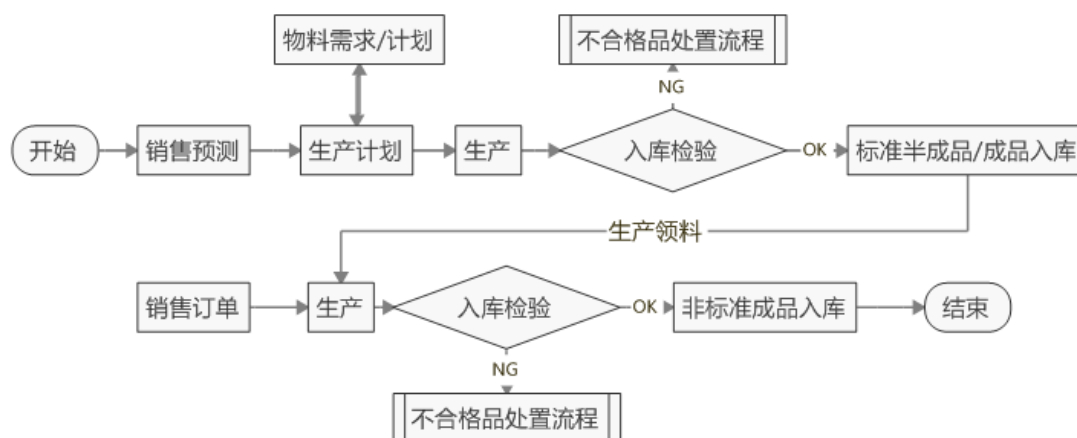 物料需求/计划
不合格品处置流程
NG
开始
销售预测
生产计划
生产
入库检验
OK
标准半成品/成品入库
生产领料
销售订单
生产
入库检验
OK
非标准成品入库
结束
NG
不合格品处置流程